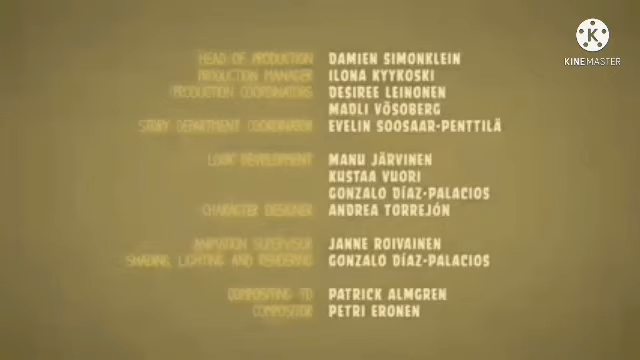 K
KINEMASTER
HEAD OF PRODUCTION DAMIEN SIMONKLEIN
PRODUCTION MANAGER ILONA KYYKOSKI
PRODUCTION COORDINATORS DESIREE LEINONEN
MADLI VÕSOBERG
STORY DEPARTMENT COORDINATOR EVELIN SOOSAAR-PENTTILÄ
LOOK DEVELOPMENT MANU JÄRVINEN
KUSTAA VUORI
GONZALO DÍAZ-PALACIOS
CHARACTER DESIGNER ANDREA TORREJÓN
ANIMATION SUPERVISOR JANNE ROIVAINEN
SHADING, LIGHTING AND RENDERING GONZALO DÍAZ-PALACIOS
COMPOSITING TD PATRICK ALMGREN
COMPOSITOR PETRI ERONEN